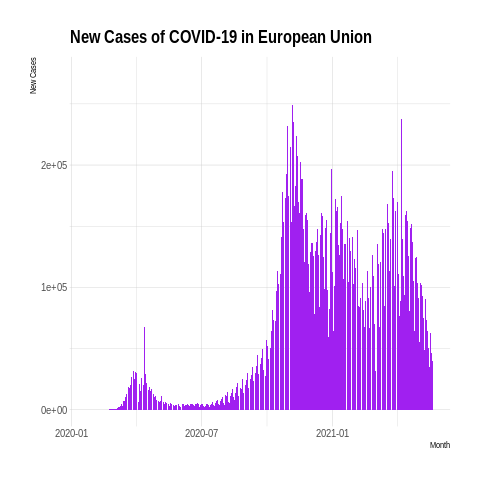 New Cases of COVID-19 in European Union
New Cases
2e+05
1e+05
0e+00
2020-01 2020-07 2021-01
Month